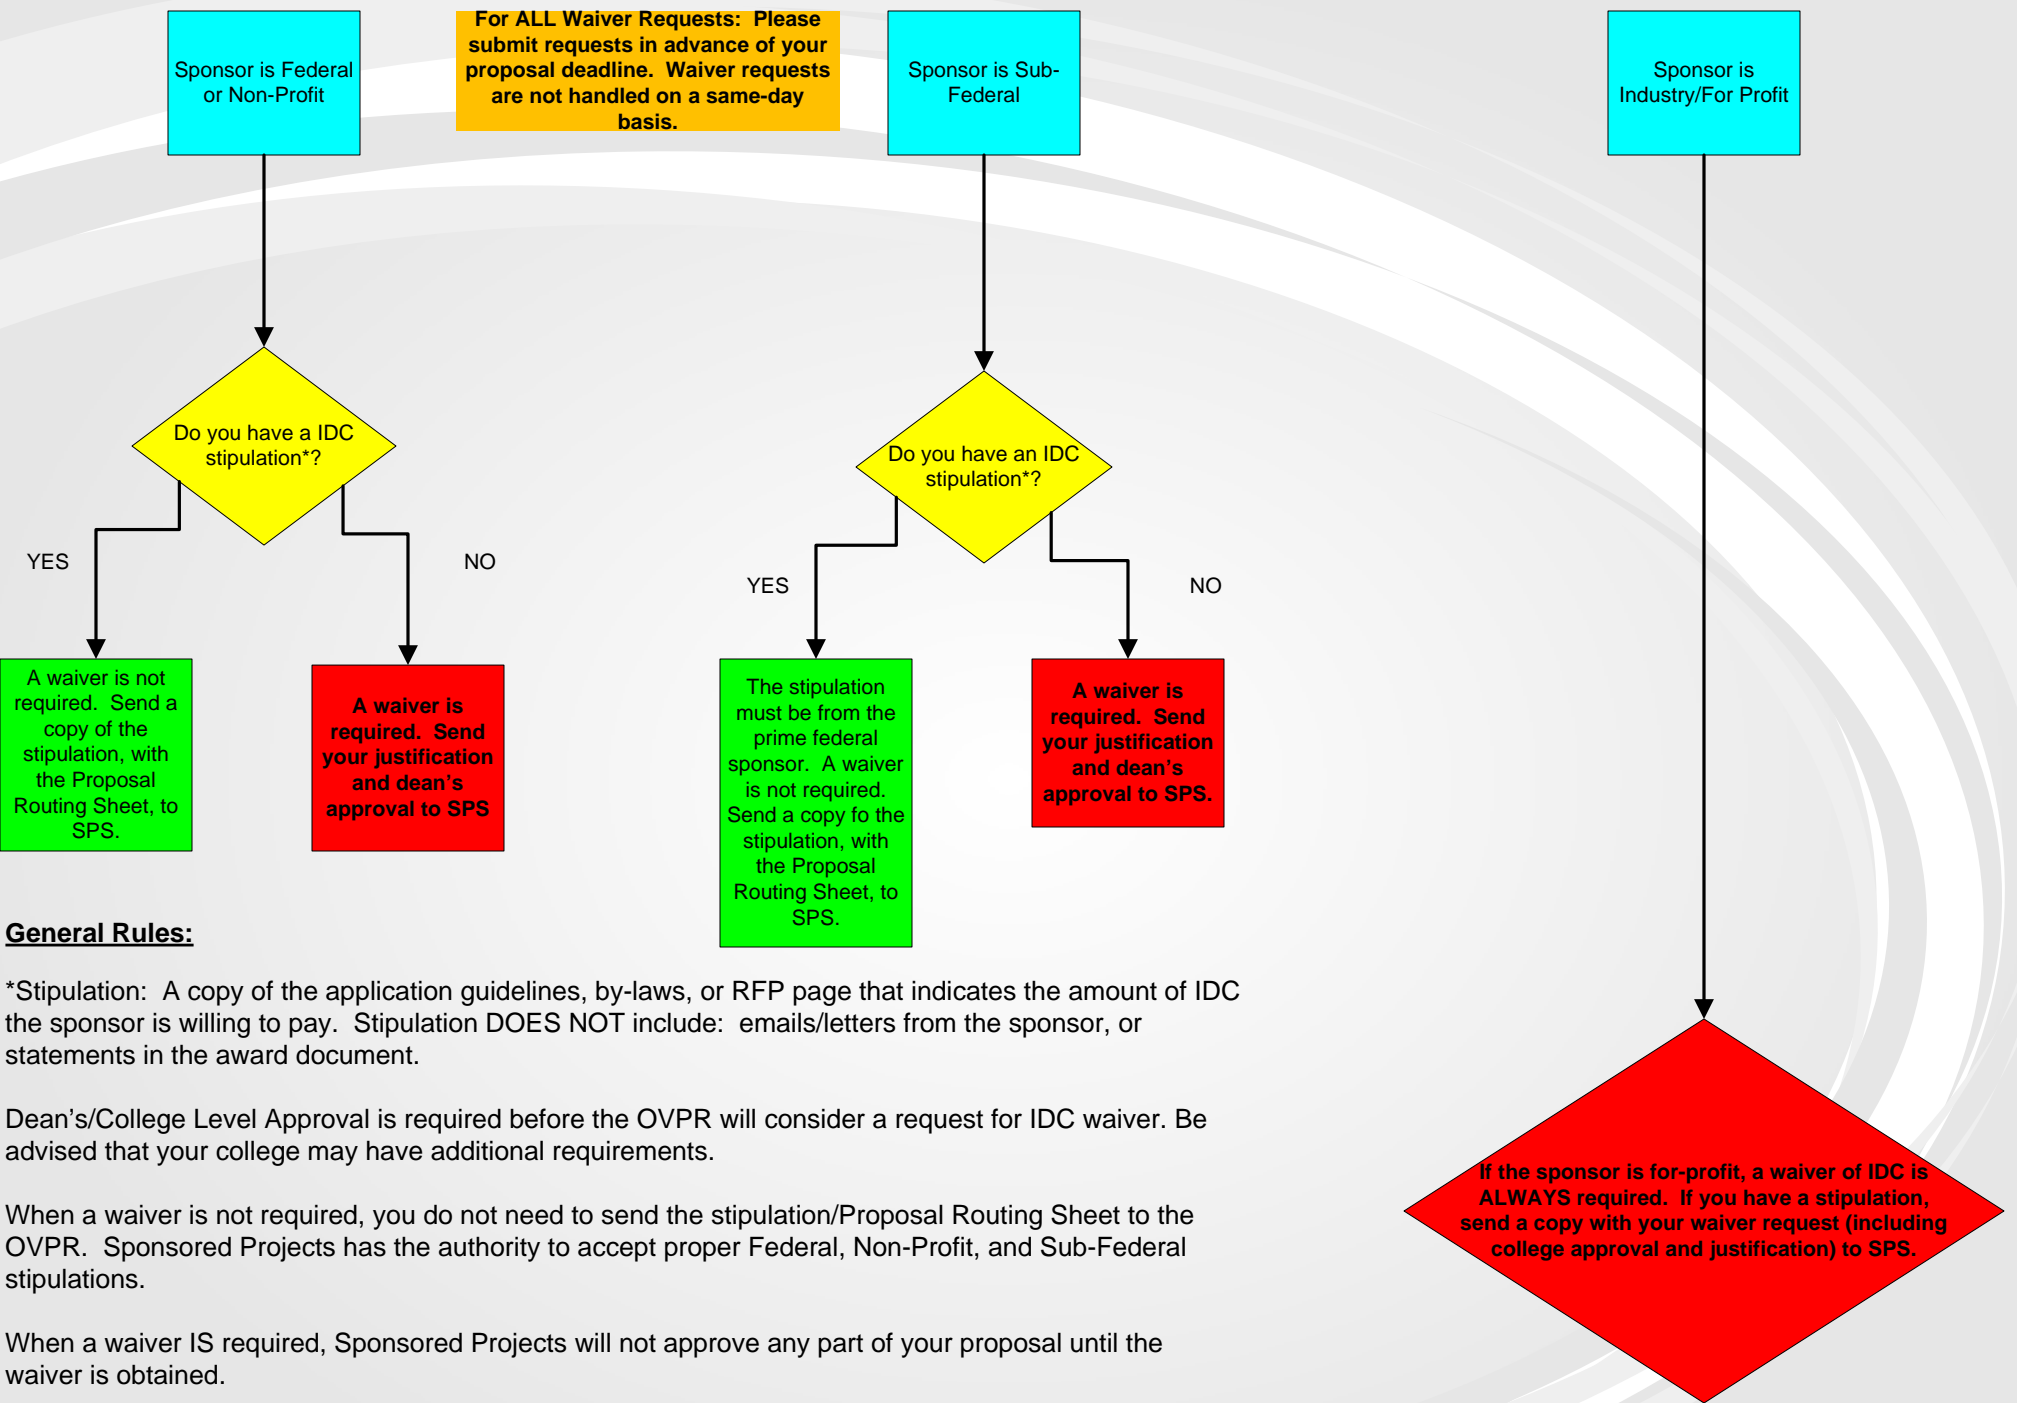 Sponsor is Federal
or Non-Profit
For ALL Waiver Requests:  Please
submit requests in advance of your
proposal deadline.  Waiver requests
are not handled on a same-day
basis.
Sponsor is Sub-
Federal
Sponsor is
Industry/For Profit
Do you have a IDC
stipulation*?
YES
NO
A waiver is not
required.  Send a
copy of the
stipulation, with
the Proposal
Routing Sheet, to
SPS.
A waiver is
required.  Send
your justification
and dean's
approval to SPS
Do you have an IDC
stipulation*?
YES
NO
The stipulation
must be from the
prime federal
sponsor.  A waiver
is not required.
Send a copy fo the
stipulation, with
the Proposal
Routing Sheet, to
SPS.
A waiver is
required.  Send
your justification
and dean's
approval to SPS.
If the sponsor is for-profit, a waiver of IDC is
ALWAYS required.  If you have a stipulation,
send a copy with your waiver request (including
college approval and justification) to SPS.
General Rules:
*Stipulation:  A copy of the application guidelines, by-laws, or RFP page that indicates the amount of IDC
the sponsor is willing to pay.  Stipulation DOES NOT include:  emails/letters from the sponsor, or
statements in the award document.
Dean's/College Level Approval is required before the OVPR will consider a request for IDC waiver. Be
advised that your college may have additional requirements.
When a waiver is not required, you do not need to send the stipulation/Proposal Routing Sheet to the
OVPR.  Sponsored Projects has the authority to accept proper Federal, Non-Profit, and Sub-Federal
stipulations.
When a waiver IS required, Sponsored Projects will not approve any part of your proposal until the
waiver is obtained.